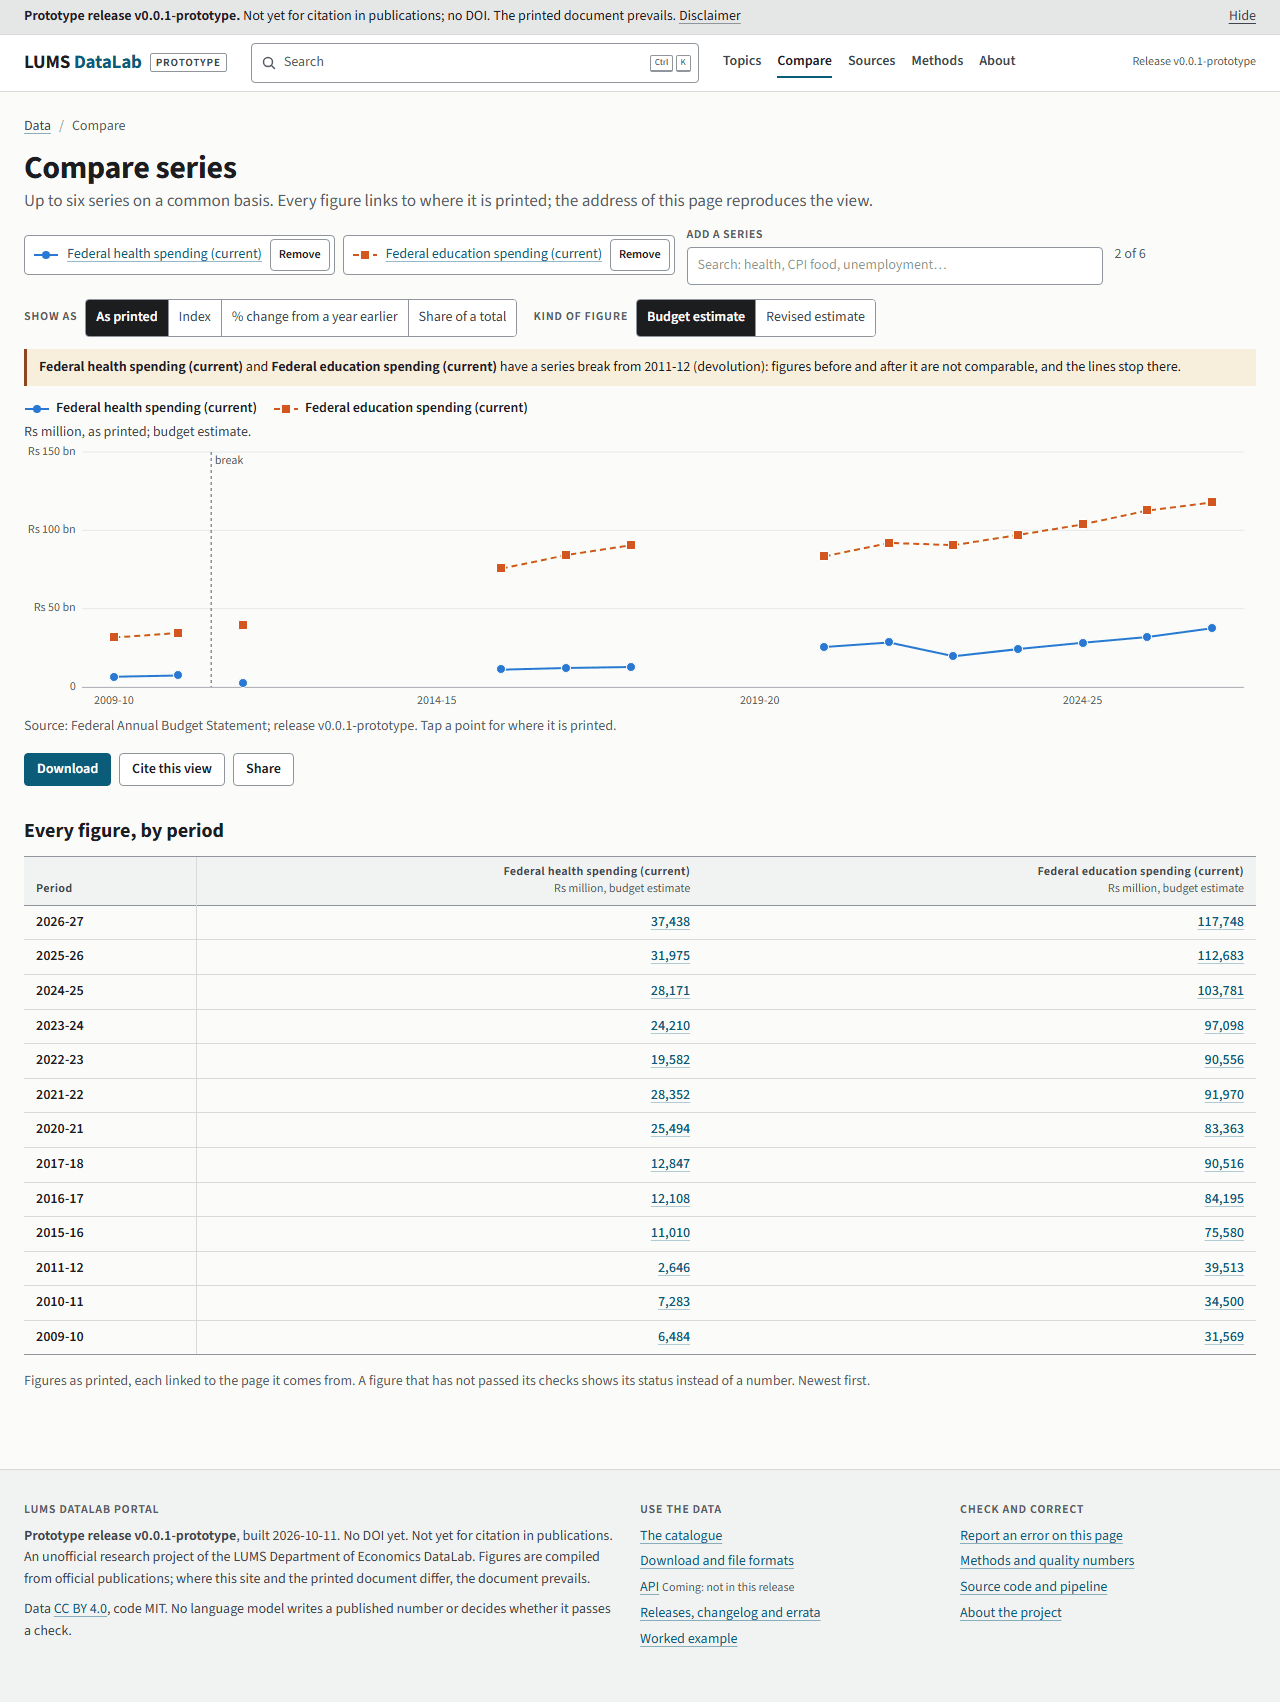 Prototype release v0.0.1-prototype. Not yet for citation in publications; no DOI. The printed document prevails. Disclaimer
Hide
LUMS DataLab PROTOTYPE
Search
Ctrl K
Topics Compare Sources Methods About
Release v0.0.1-prototype
Data / Compare
Compare series
Up to six series on a common basis. Every figure links to where it is printed; the address of this page reproduces the view.
Federal health spending (current) Remove
Federal education spending (current) Remove
ADD A SERIES
Search: health, CPI food, unemployment…
2 of 6
SHOW AS As printed Index % change from a year earlier Share of a total
KIND OF FIGURE Budget estimate Revised estimate
Federal health spending (current) and Federal education spending (current) have a series break from 2011-12 (devolution): figures before and after it are not comparable, and the lines stop there.
Federal health spending (current) Federal education spending (current)
Rs million, as printed; budget estimate.
Rs 150 bn
break
Rs 100 bn
Rs 50 bn
0
2009-10 2014-15 2019-20 2024-25
Source: Federal Annual Budget Statement; release v0.0.1-prototype. Tap a point for where it is printed.
Download Cite this view Share
Every figure, by period
Federal health spending (current) Federal education spending (current)
Period Rs million, budget estimate Rs million, budget estimate
2026-27 37,438 117,748
2025-26 31,975 112,683
2024-25 28,171 103,781
2023-24 24,210 97,098
2022-23 19,582 90,556
2021-22 28,352 91,970
2020-21 25,494 83,363
2017-18 12,847 90,516
2016-17 12,108 84,195
2015-16 11,010 75,580
2011-12 2,646 39,513
2010-11 7,283 34,500
2009-10 6,484 31,569
Figures as printed, each linked to the page it comes from. A figure that has not passed its checks shows its status instead of a number. Newest first.
LUMS DATALAB PORTAL
Prototype release v0.0.1-prototype, built 2026-10-11. No DOI yet. Not yet for citation in publications.
An unofficial research project of the LUMS Department of Economics DataLab. Figures are compiled
from official publications; where this site and the printed document differ, the document prevails.
Data CC BY 4.0, code MIT. No language model writes a published number or decides whether it passes
a check.
USE THE DATA
The catalogue
Download and file formats
API Coming: not in this release
Releases, changelog and errata
Worked example
CHECK AND CORRECT
Report an error on this page
Methods and quality numbers
Source code and pipeline
About the project